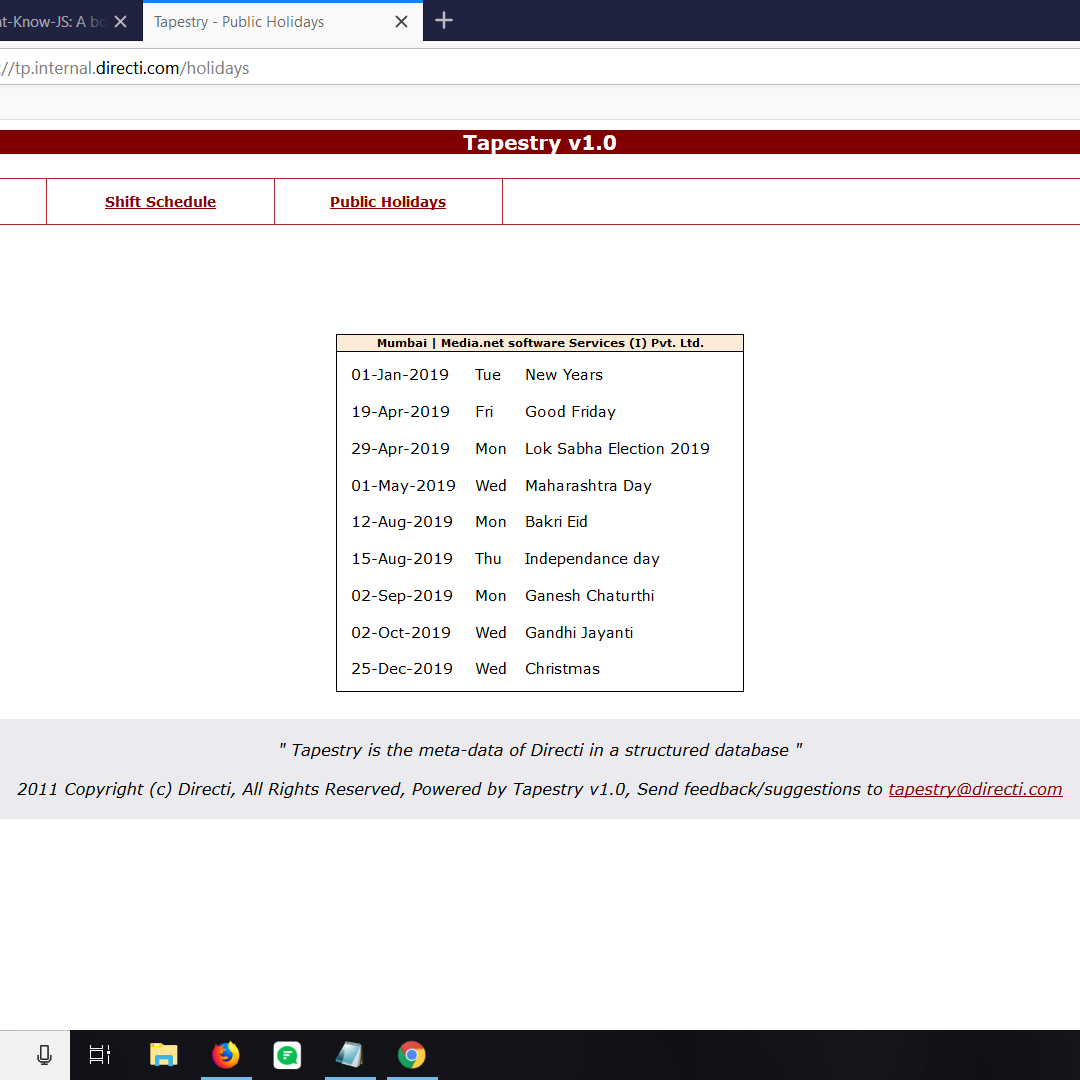 t-Know-JS: A bo
Tapestry - Public Holidays
://tp.internal.directi.com/holidays
Tapestry v1.0
Shift Schedule Public Holidays
Mumbai | Media.net software Services (I) Pvt. Ltd.
01-Jan-2019 Tue New Years
19-Apr-2019 Fri Good Friday
29-Apr-2019 Mon Lok Sabha Election 2019
01-May-2019 Wed Maharashtra Day
12-Aug-2019 Mon Bakri Eid
15-Aug-2019 Thu Independance day
02-Sep-2019 Mon Ganesh Chaturthi
02-Oct-2019 Wed Gandhi Jayanti
25-Dec-2019 Wed Christmas
" Tapestry is the meta-data of Directi in a structured database "
2011 Copyright (c) Directi, All Rights Reserved, Powered by Tapestry v1.0, Send feedback/suggestions to tapestry@directi.com